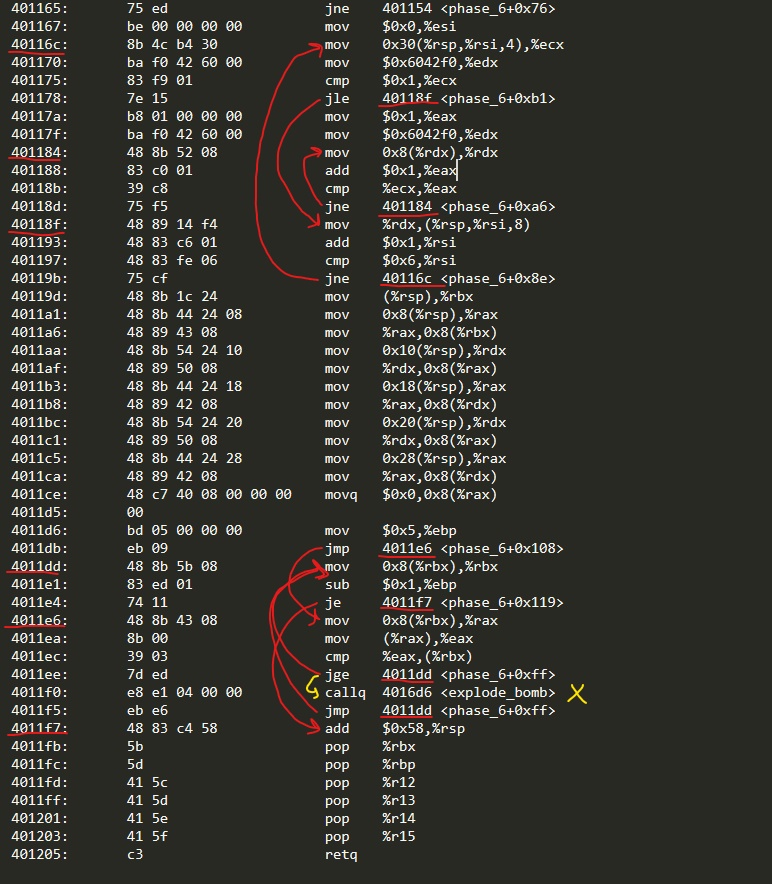 401165: 75 ed jne 401154 <phase_6+0x76>
401167: be 00 00 00 00 mov $0x0,%esi
40116c: 8b 4c b4 30 mov 0x30(%rsp,%rsi,4),%ecx
401170: ba f0 42 60 00 mov $0x6042f0,%edx
401175: 83 f9 01 cmp $0x1,%ecx
401178: 7e 15 jle 40118f <phase_6+0xb1>
40117a: b8 01 00 00 00 mov $0x1,%eax
40117f: ba f0 42 60 00 mov $0x6042f0,%edx
401184: 48 8b 52 08 mov 0x8(%rdx),%rdx
401188: 83 c0 01 add $0x1,%eax
40118b: 39 c8 cmp %ecx,%eax
40118d: 75 f5 jne 401184 <phase_6+0xa6>
40118f: 48 89 14 f4 mov %rdx,(%rsp,%rsi,8)
401193: 48 83 c6 01 add $0x1,%rsi
401197: 48 83 fe 06 cmp $0x6,%rsi
40119b: 75 cf jne 40116c <phase_6+0x8e>
40119d: 48 8b 1c 24 mov (%rsp),%rbx
4011a1: 48 8b 44 24 08 mov 0x8(%rsp),%rax
4011a6: 48 89 43 08 mov %rax,0x8(%rbx)
4011aa: 48 8b 54 24 10 mov 0x10(%rsp),%rdx
4011af: 48 89 50 08 mov %rdx,0x8(%rax)
4011b3: 48 8b 44 24 18 mov 0x18(%rsp),%rax
4011b8: 48 89 42 08 mov %rax,0x8(%rdx)
4011bc: 48 8b 54 24 20 mov 0x20(%rsp),%rdx
4011c1: 48 89 50 08 mov %rdx,0x8(%rax)
4011c5: 48 8b 44 24 28 mov 0x28(%rsp),%rax
4011ca: 48 89 42 08 mov %rax,0x8(%rdx)
4011ce: 48 c7 40 08 00 00 00 movq $0x0,0x8(%rax)
4011d5: 00
4011d6: bd 05 00 00 00 mov $0x5,%ebp
4011db: eb 09 jmp 4011e6 <phase_6+0x108>
4011dd: 48 8b 5b 08 mov 0x8(%rbx),%rbx
4011e1: 83 ed 01 sub $0x1,%ebp
4011e4: 74 11 je 4011f7 <phase_6+0x119>
4011e6: 48 8b 43 08 mov 0x8(%rbx),%rax
4011ea: 8b 00 mov (%rax),%eax
4011ec: 39 03 cmp %eax,(%rbx)
4011ee: 7d ed jge 4011dd <phase_6+0xff>
4011f0: e8 e1 04 00 00 callq 4016d6 <explode_bomb> X
4011f5: eb e6 jmp 4011dd <phase_6+0xff>
4011f7: 48 83 c4 58 add $0x58,%rsp
4011fb: 5b pop %rbx
4011fc: 5d pop %rbp
4011fd: 41 5c pop %r12
4011ff: 41 5d pop %r13
401201: 41 5e pop %r14
401203: 41 5f pop %r15
401205: c3 retq